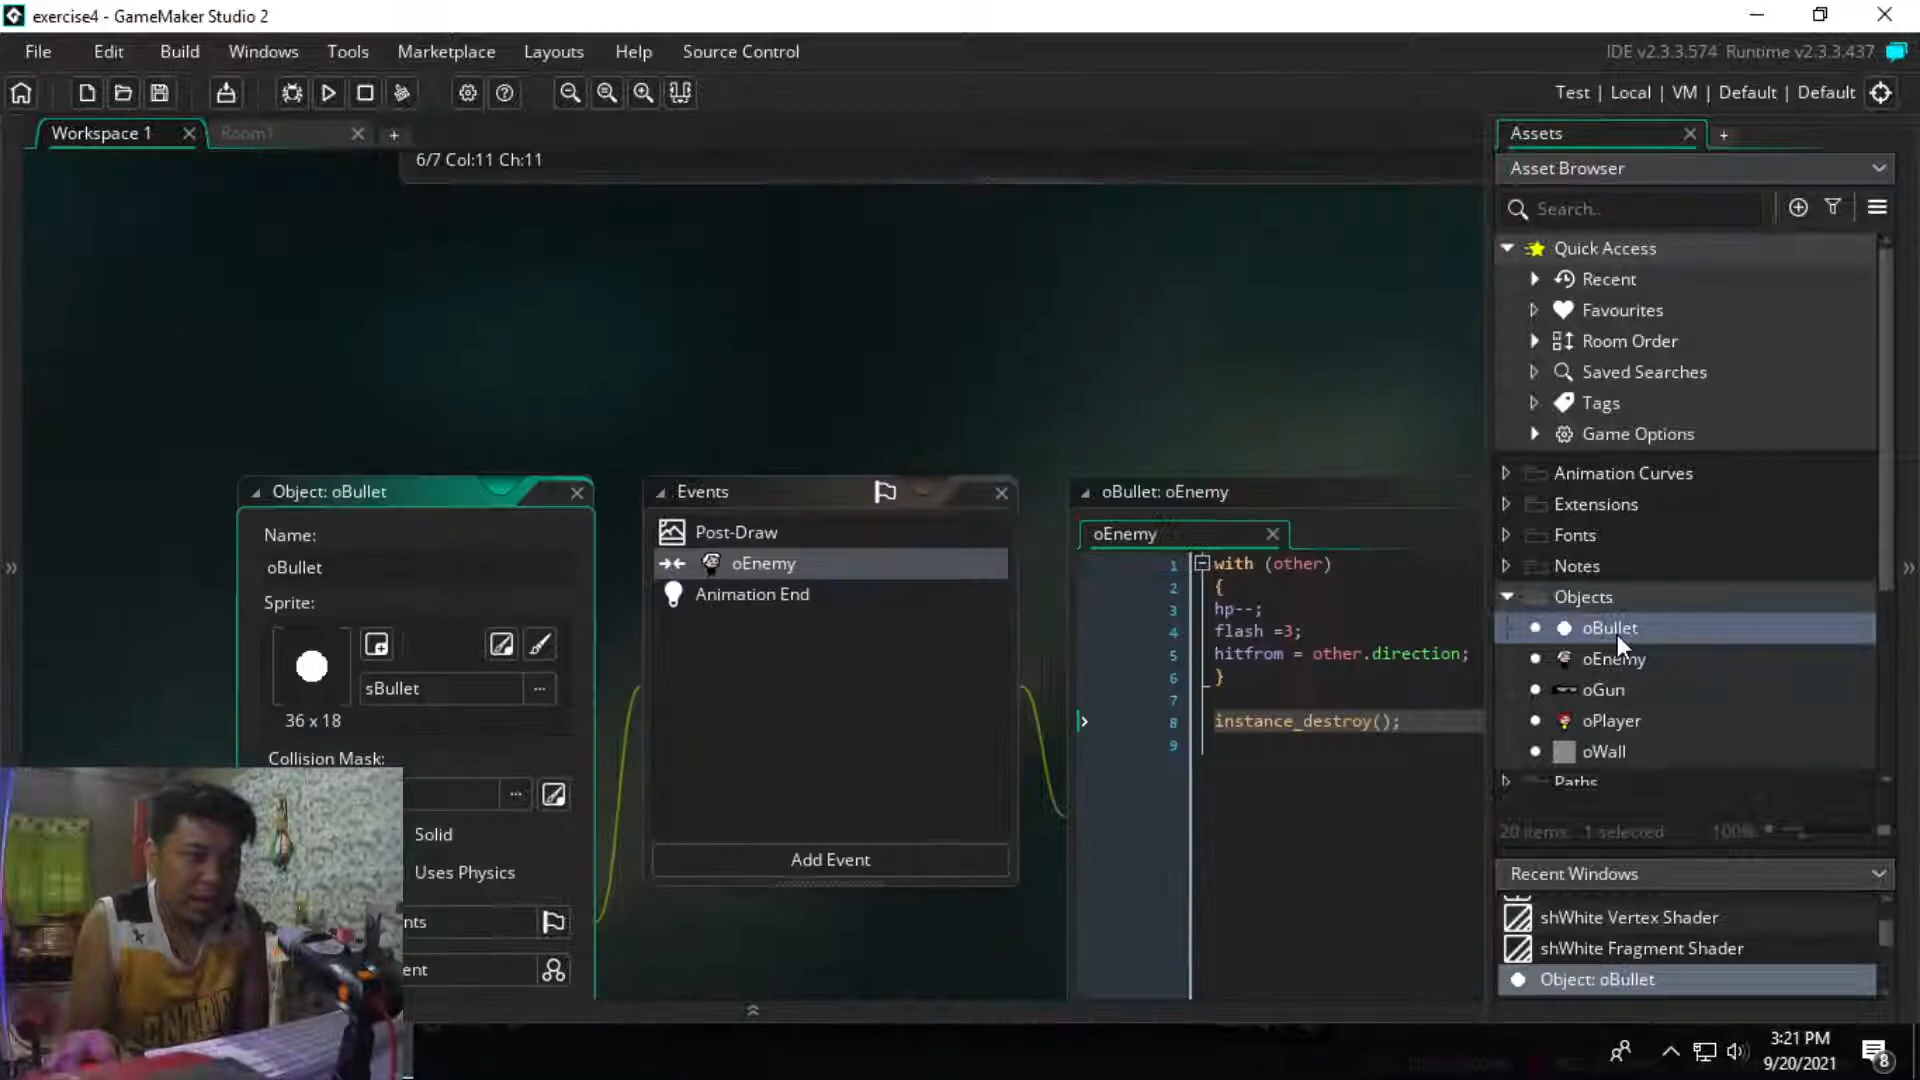 exercise4 - GameMaker Studio 2
File Edit Build Windows Tools Marketplace Layouts Help Source Control
IDE v2.3.3.574 Runtime v2.3.3.437
Test | Local | VM | Default | Default
Workspace 1
Room1
+
6/7 Col:11 Ch:11
Object: oBullet
Name:
oBullet
Sprite:
sBullet
...
36 x 18
Collision Mask:
...
Solid
Uses Physics
nts
ent
Events
Post-Draw
oEnemy
Animation End
Add Event
oBullet: oEnemy
oEnemy
1 with (other)
2 {
3 hp--;
4 flash =3;
5 hitfrom = other.direction;
6 }
7
8 instance_destroy();
9
Assets
+
Asset Browser
Search..
Quick Access
Recent
Favourites
Room Order
Saved Searches
Tags
Game Options
Animation Curves
Extensions
Fonts
Notes
Objects
oBullet
oEnemy
oGun
oPlayer
oWall
Paths
20 items 1 selected 100%
Recent Windows
shWhite Vertex Shader
shWhite Fragment Shader
Object: oBullet
3:21 PM
9/20/2021
8